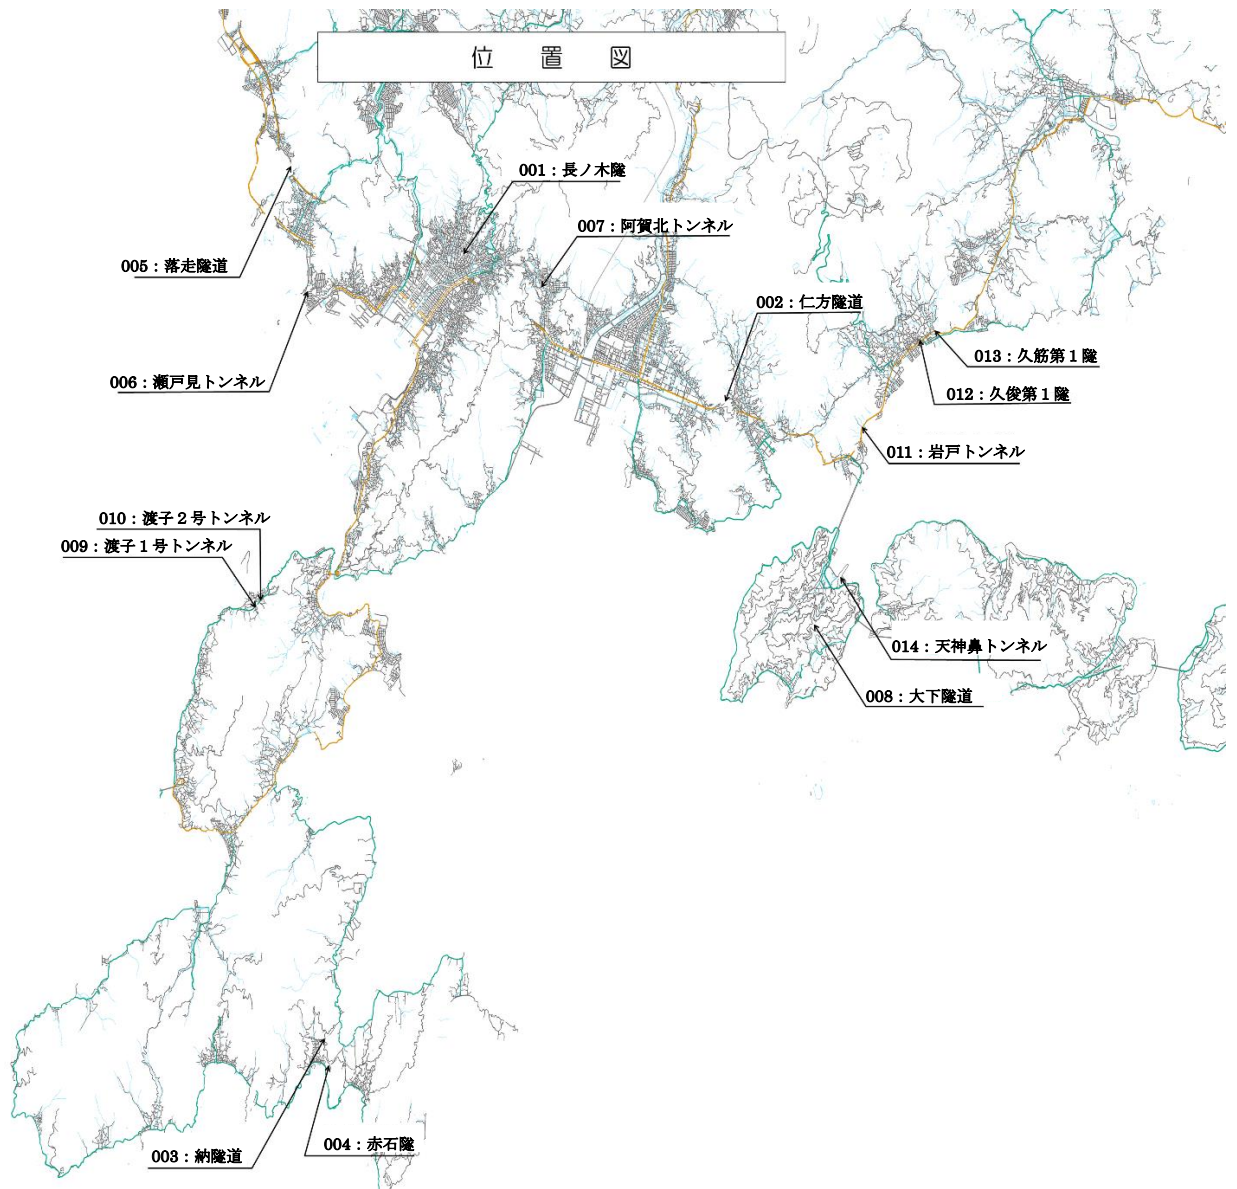 位置図
001：長ノ木隧
007：阿賀北トンネル
005：落走隧道
002：仁方隧道
013：久筋第１隧
006：瀬戸見トンネル
012：久俊第１隧
011：岩戸トンネル
010：渡子２号トンネル
009：渡子１号トンネル
014：天神鼻トンネル
008：大下隧道
004：赤石隧
003：納隧道